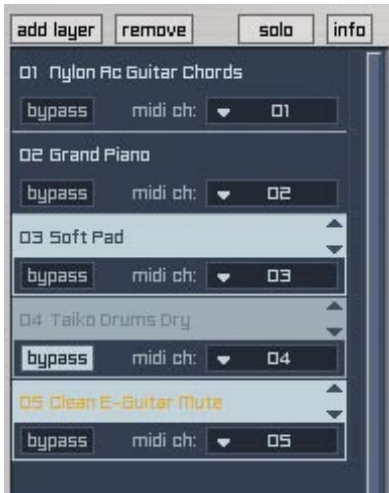 add layer remove solo info
01 Nylon Ac Guitar Chords
bypass midi ch: 01
02 Grand Piano
bypass midi ch: 02
03 Soft Pad
bypass midi ch: 03
04 Taiko Drums Dry
bypass midi ch: 04
05 Clean E-Guitar Mute
bypass midi ch: 05